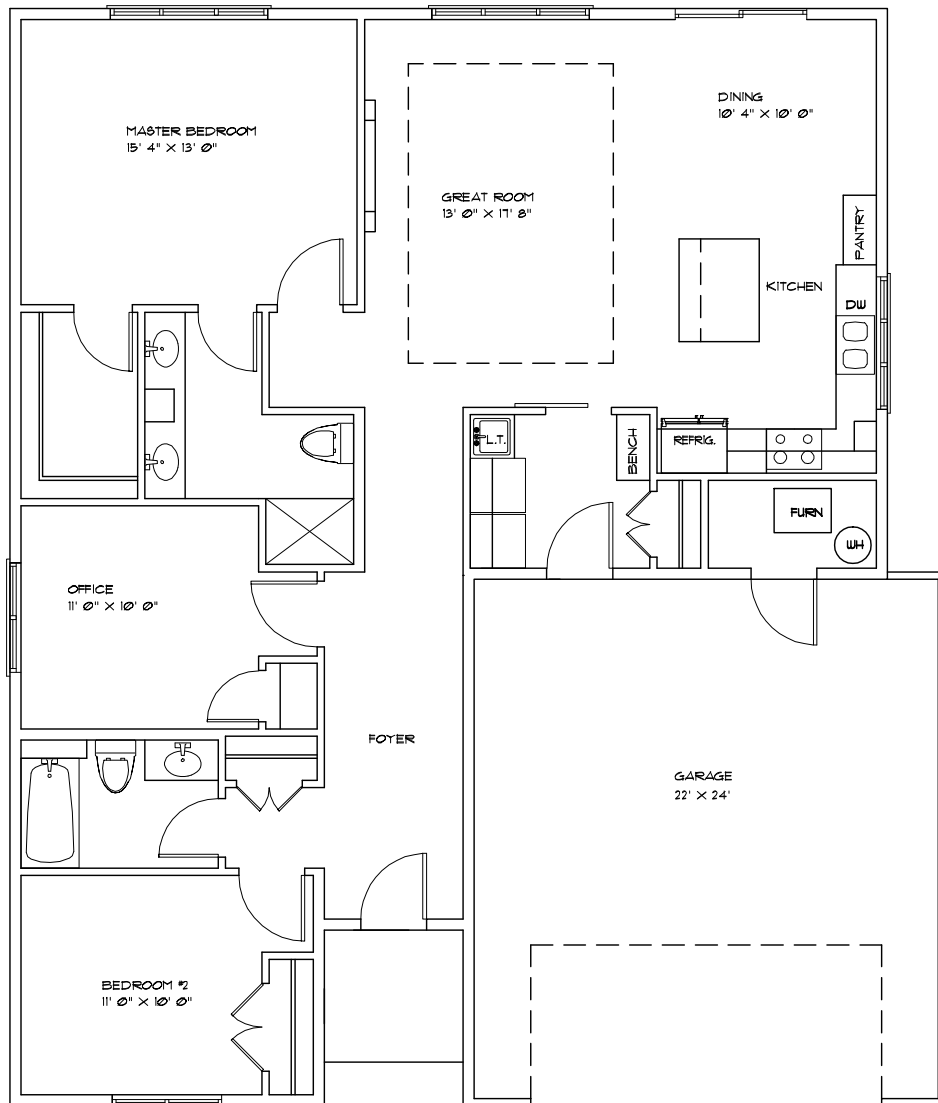 DINING
10' 4" X 10' 0"
MASTER BEDROOM
15' 4" X 13' 0"
GREAT ROOM
13' 0" X 17' 8"
PANTRY
KITCHEN
DW
L.T.
BENCH
REFRIG.
FURN
WH
OFFICE
11' 0" X 10' 0"
FOYER
GARAGE
22' X 24'
BEDROOM #2
11' 0" X 10' 0"